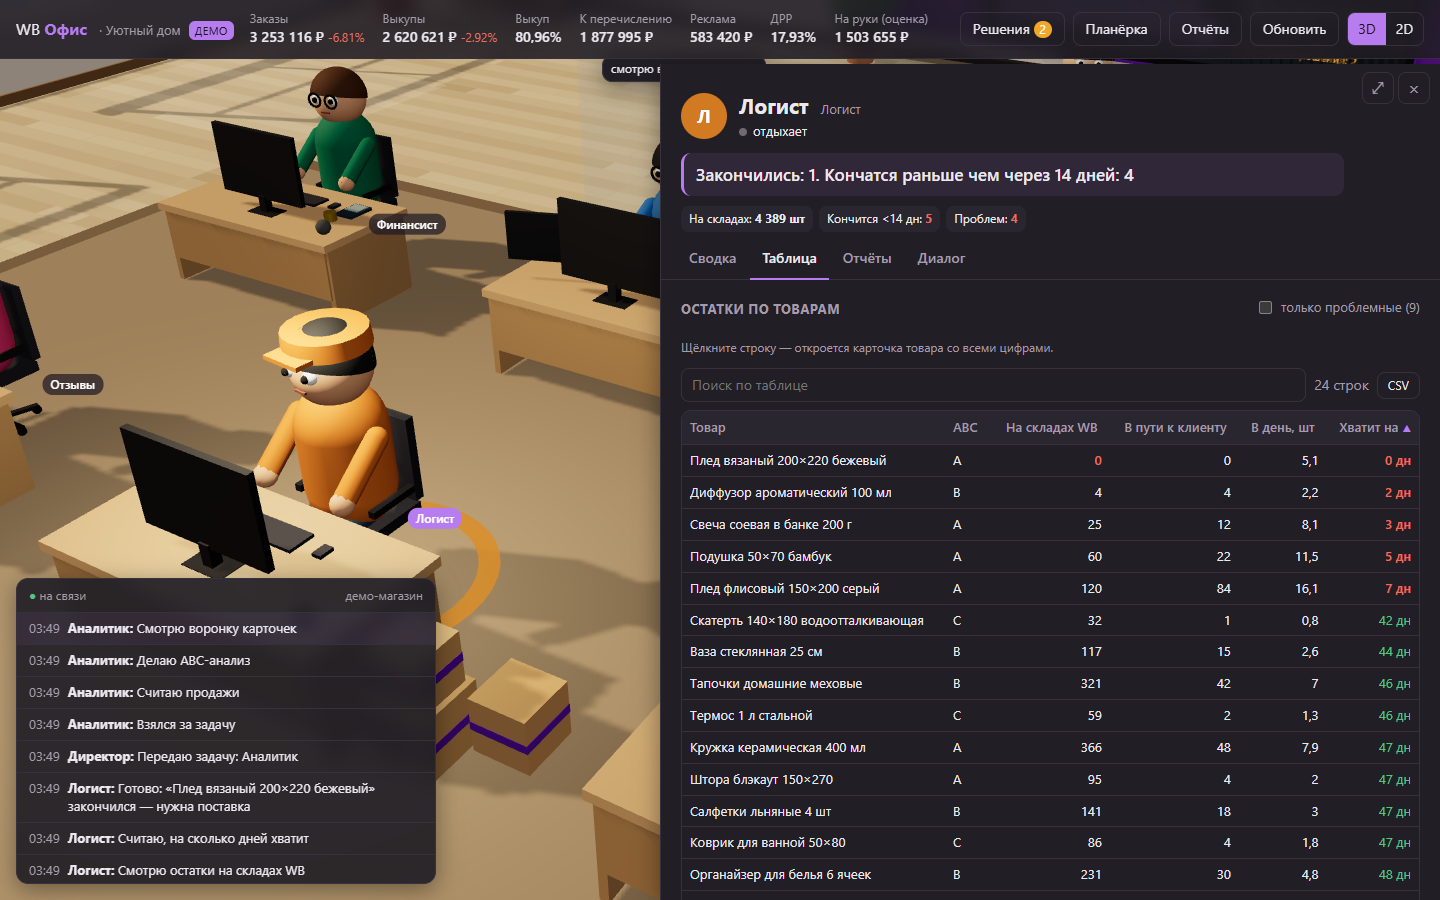 WB Офис · Уютный дом ДЕМО
Заказы
3 253 116 ₽ -6.81%
Выкупы
2 620 621 ₽ -2.92%
Выкуп
80,96%
К перечислению
1 877 995 ₽
Реклама
583 420 ₽
ДРР
17,93%
На руки (оценка)
1 503 655 ₽
Решения 2
Планёрка
Отчёты
Обновить
3D 2D
смотрю в
Финансист
Отзывы
Логист
на связи демо-магазин
03:49 Аналитик: Смотрю воронку карточек
03:49 Аналитик: Делаю ABC-анализ
03:49 Аналитик: Считаю продажи
03:49 Аналитик: Взялся за задачу
03:49 Директор: Передаю задачу: Аналитик
03:49 Логист: Готово: «Плед вязаный 200×220 бежевый»
закончился — нужна поставка
03:49 Логист: Считаю, на сколько дней хватит
03:49 Логист: Смотрю остатки на складах WB
Л
Логист Логист
отдыхает
Закончились: 1. Кончатся раньше чем через 14 дней: 4
На складах: 4 389 шт Кончится <14 дн: 5 Проблем: 4
Сводка Таблица Отчёты Диалог
ОСТАТКИ ПО ТОВАРАМ
только проблемные (9)
Щёлкните строку — откроется карточка товара со всеми цифрами.
Поиск по таблице
24 строк CSV
Товар ABC На складах WB В пути к клиенту В день, шт Хватит на ▲
Плед вязаный 200×220 бежевый A 0 0 5,1 0 дн
Диффузор ароматический 100 мл B 4 4 2,2 2 дн
Свеча соевая в банке 200 г A 25 12 8,1 3 дн
Подушка 50×70 бамбук A 60 22 11,5 5 дн
Плед флисовый 150×200 серый A 120 84 16,1 7 дн
Скатерть 140×180 водоотталкивающая C 32 1 0,8 42 дн
Ваза стеклянная 25 см B 117 15 2,6 44 дн
Тапочки домашние меховые B 321 42 7 46 дн
Термос 1 л стальной C 59 2 1,3 46 дн
Кружка керамическая 400 мл A 366 48 7,9 47 дн
Штора блэкаут 150×270 A 95 4 2 47 дн
Салфетки льняные 4 шт B 141 18 3 47 дн
Коврик для ванной 50×80 C 86 4 1,8 47 дн
Органайзер для белья 6 ячеек B 231 30 4,8 48 дн